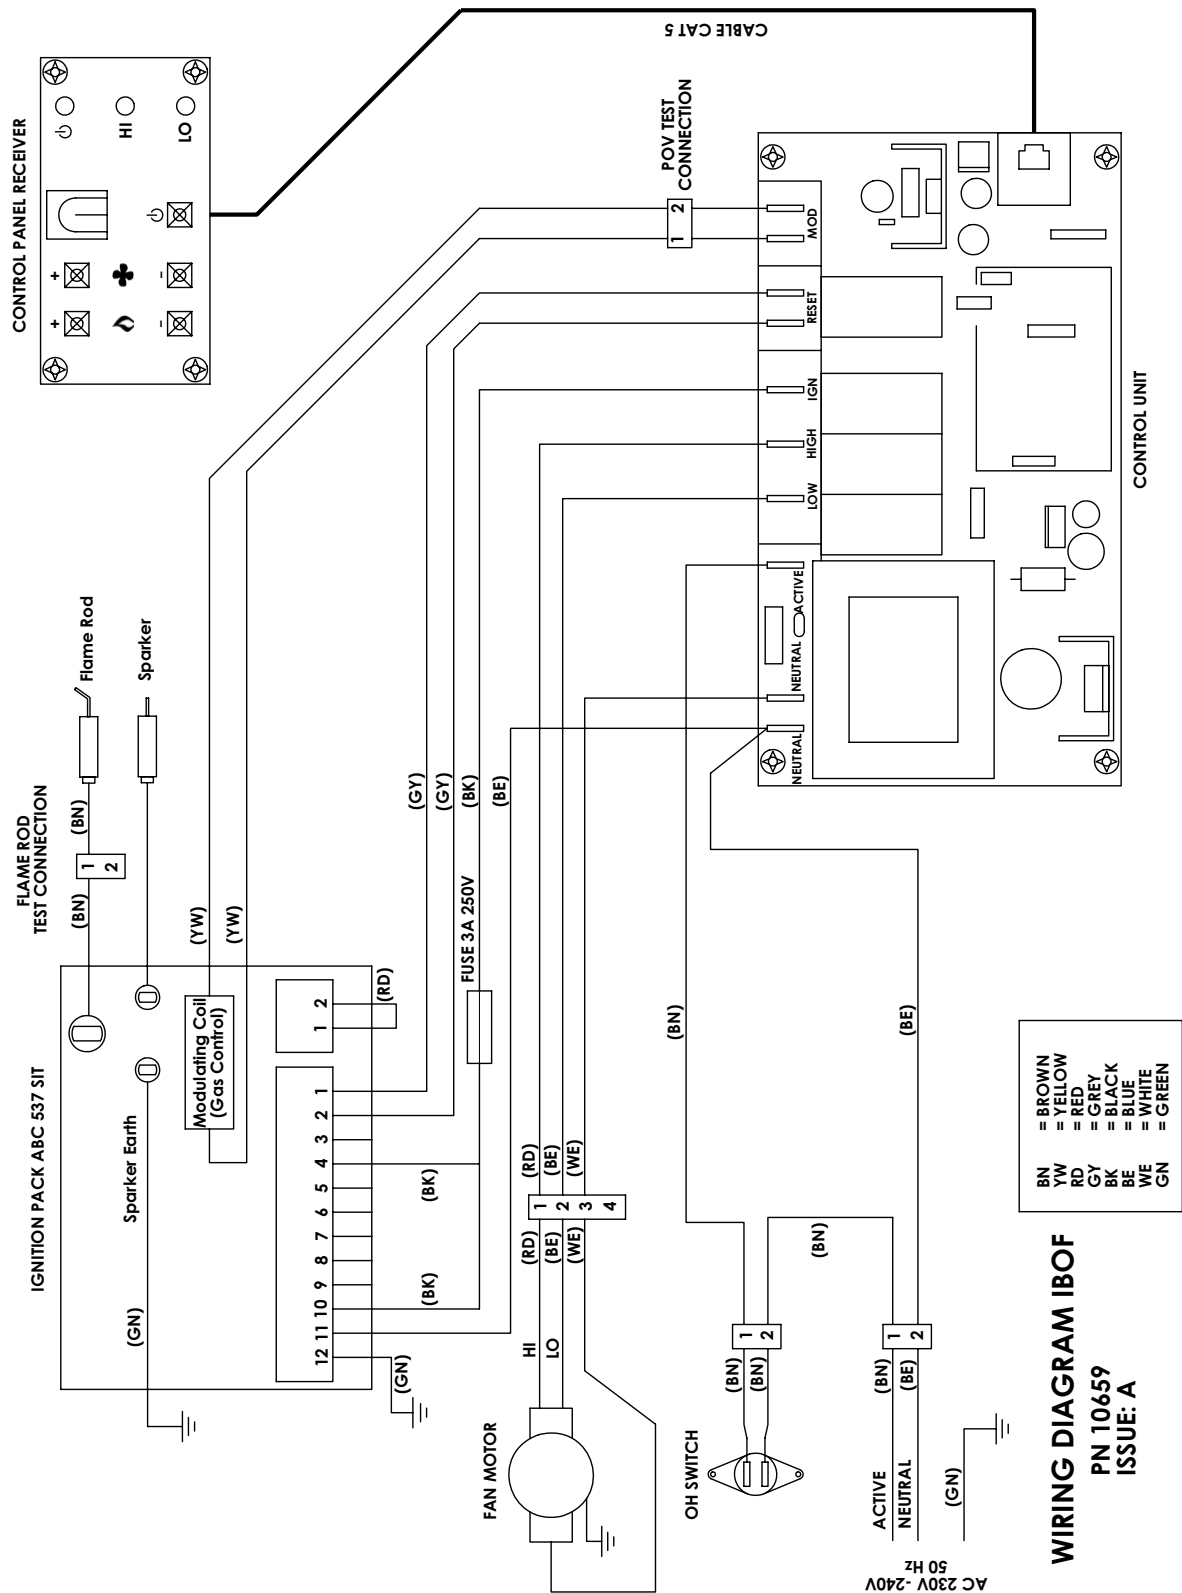 CONTROL PANEL RECEIVER
+
+
-
-
HI
LO
CABLE CAT 5
POV TEST
CONNECTION
1 2
MOD
RESET
IGN
HIGH
LOW
ACTIVE
NEUTRAL
NEUTRAL
CONTROL UNIT
Flame Rod
Sparker
FLAME ROD
TEST CONNECTION
(BN)
1
2
(BN)
(YW)
(YW)
(GY)
(GY)
(BK)
(BE)
IGNITION PACK ABC 537 SIT
Sparker Earth
Modulating Coil
(Gas Control)
(GN)
1 2
(RD)
12 11 10 9 8 7 6 5 4 3 2 1
FUSE 3A 250V
(BK)
(BK)
(GN)
FAN MOTOR
HI
LO
(RD)
(BE)
(WE)
1
2
3
4
(RD)
(BE)
(WE)
OH SWITCH
(BN)
(BN)
1
2
(BN)
(BN)
AC 230V - 240V
50 Hz
ACTIVE
NEUTRAL
(BN)
(BE)
1
2
(BE)
(GN)
BN = BROWN
YW = YELLOW
RD = RED
GY = GREY
BK = BLACK
BE = BLUE
WE = WHITE
GN = GREEN
WIRING DIAGRAM IBOF
PN 10659
ISSUE: A